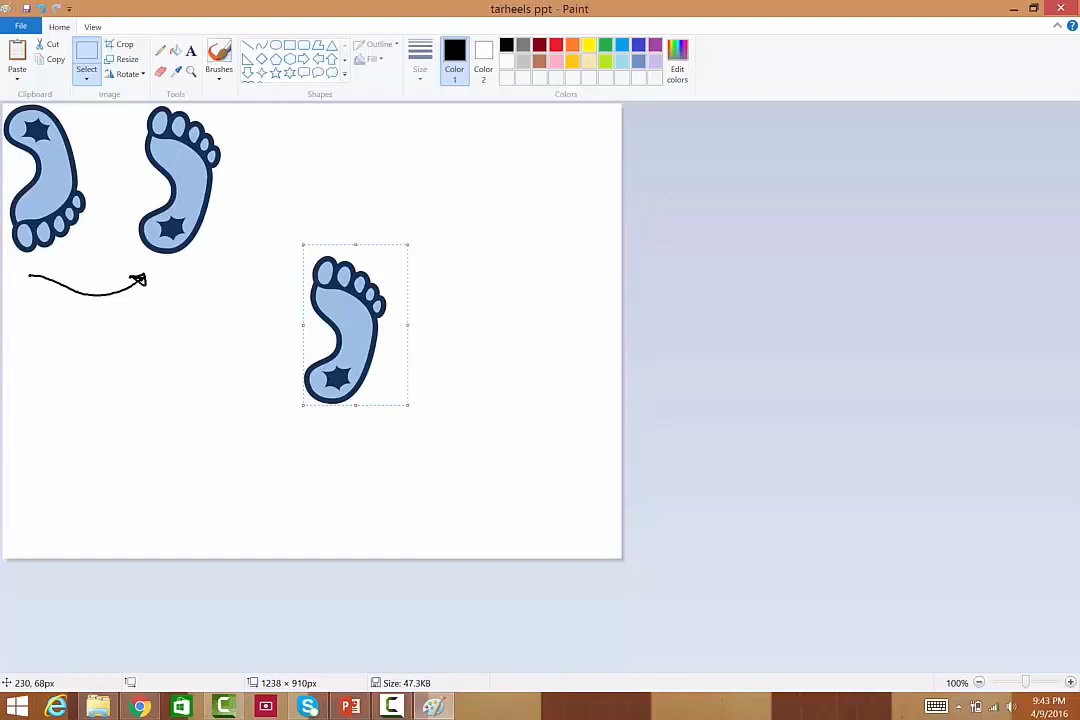 tarheels ppt - Paint
File Home View
Paste
Cut
Copy
Clipboard
Select
Crop
Resize
Rotate
Image
Tools
Brushes
Outline
Fill
Shapes
Size
Color 1
Color 2
Edit colors
Colors
230, 68px
1238 × 910px
Size: 47.3KB
100%
9:43 PM
4/9/2016